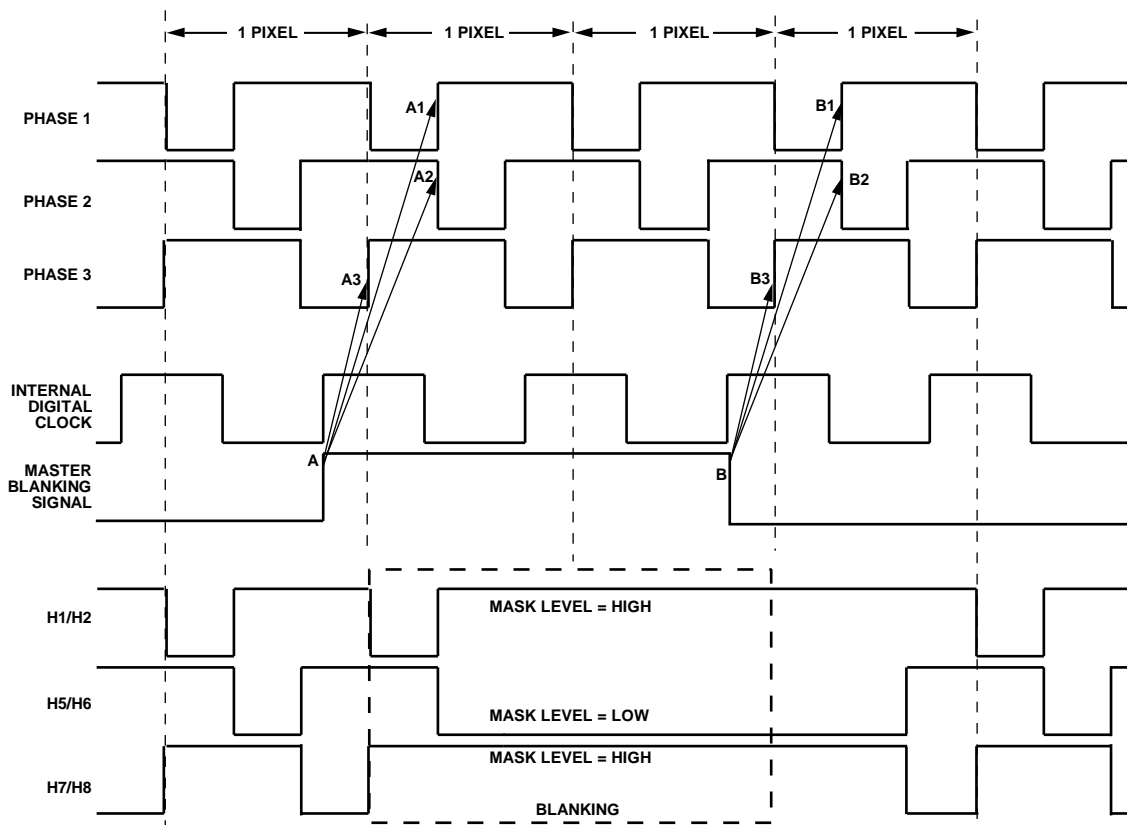 1 PIXEL 1 PIXEL 1 PIXEL 1 PIXEL
PHASE 1
A1
B1
PHASE 2
A2
B2
PHASE 3
A3
B3
INTERNAL
DIGITAL
CLOCK
MASTER
BLANKING
SIGNAL
A
B
H1/H2
MASK LEVEL = HIGH
H5/H6
MASK LEVEL = LOW
MASK LEVEL = HIGH
H7/H8
BLANKING